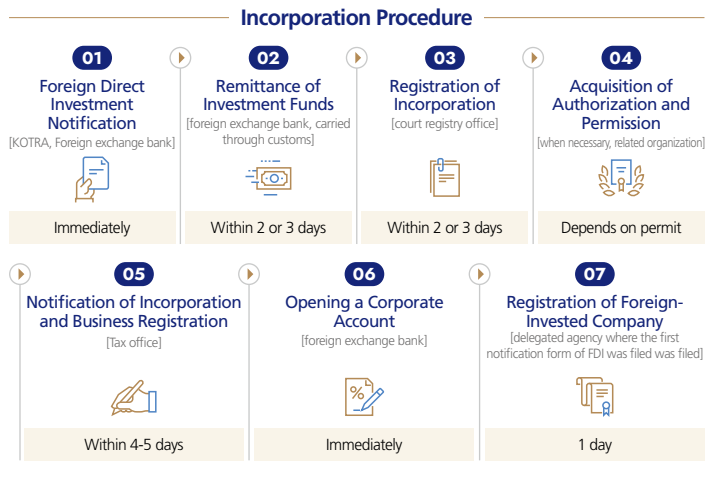 Incorporation Procedure
01
Foreign Direct
Investment
Notification
[KOTRA, Foreign exchange bank]
Immediately
02
Remittance of
Investment Funds
[foreign exchange bank, carried
through customs]
Within 2 or 3 days
03
Registration of
Incorporation
[court registry office]
Within 2 or 3 days
04
Acquisition of
Authorization and
Permission
[when necessary, related organization]
Depends on permit
05
Notification of Incorporation
and Business Registration
[Tax office]
Within 4-5 days
06
Opening a Corporate
Account
[foreign exchange bank]
%
Immediately
07
Registration of Foreign-
Invested Company
[delegated agency where the first
notification form of FDI was filed was filed]
1 day